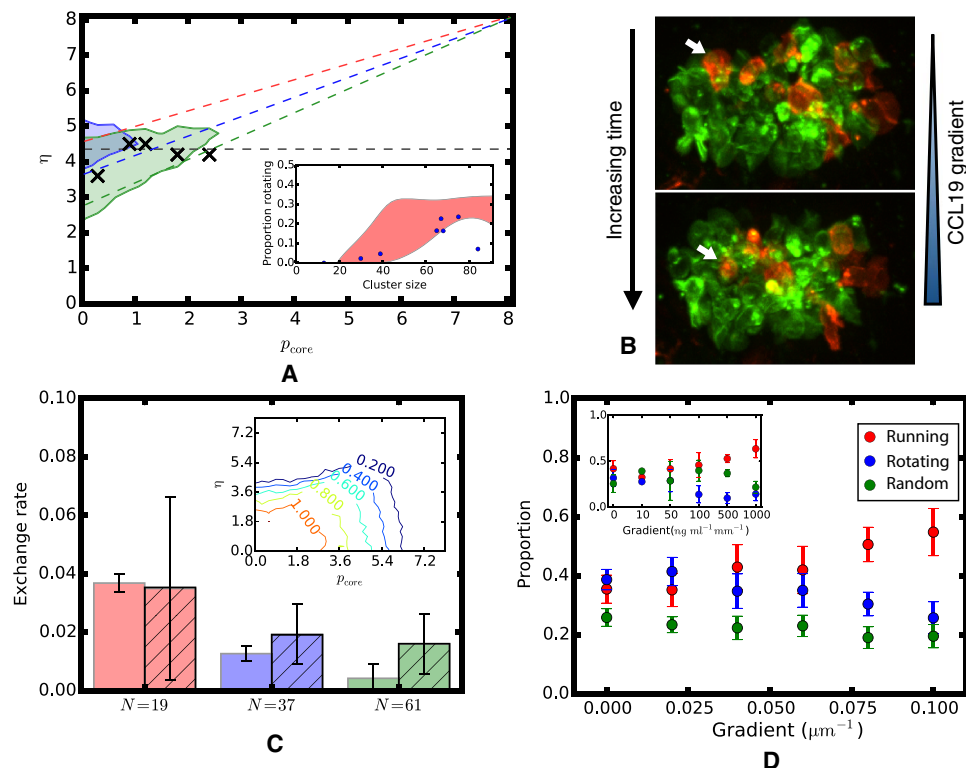 8
7
6
5
4
3
2
1
0
η
0 1 2 3 4 5 6 7 8
p_core
0.5
0.4
0.3
0.2
0.1
0.0
Proportion rotating
0 20 40 60 80
Cluster size
A
Increasing time
CCL19 gradient
B
0.10
0.08
0.06
0.04
0.02
0.00
Exchange rate
N=19 N=37 N=61
7.2
5.4
3.6
1.8
0.0
η
0.0 1.8 3.6 5.4 7.2
p_core
0.200
0.400
0.600
0.800
1.000
C
1.0
0.8
0.6
0.4
0.2
0.0
Proportion
0.000 0.025 0.050 0.075 0.100
Gradient (μm⁻¹)
1.0
0.5
0.0
0 10 50 100 500 1000
Gradient(ng ml⁻¹mm⁻¹)
Running
Rotating
Random
D